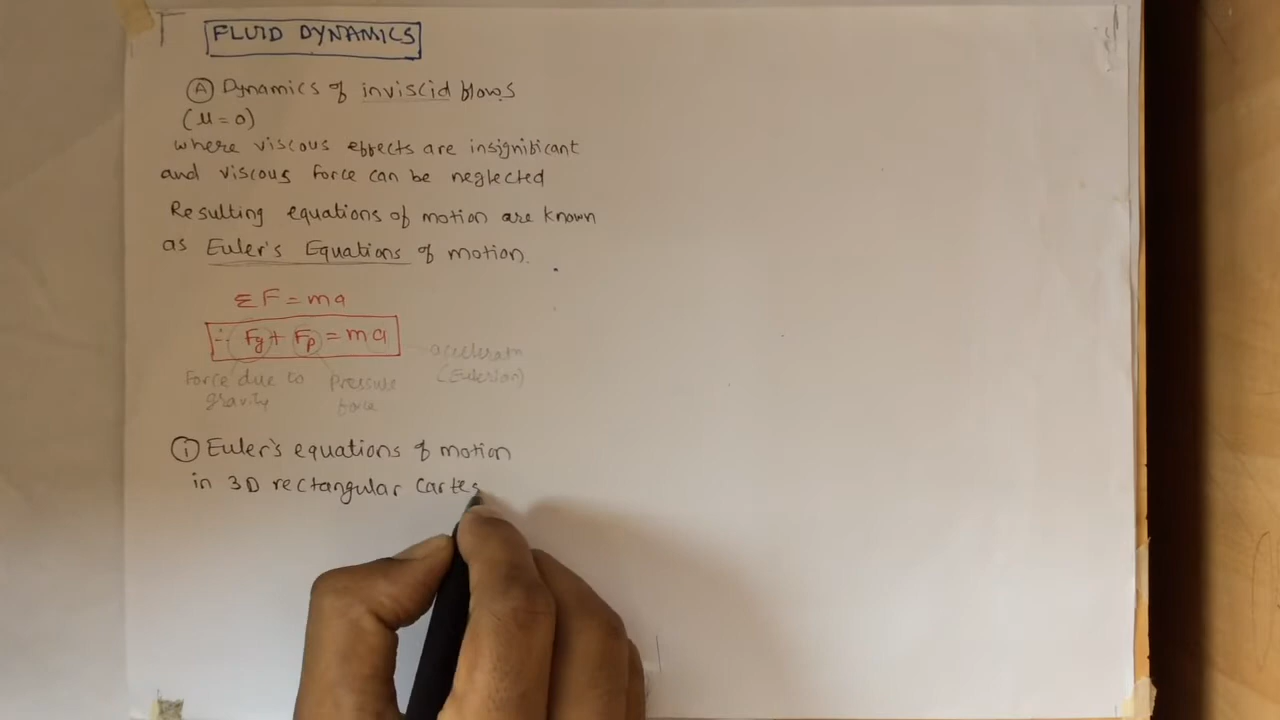 FLUID DYNAMICS
Ⓐ Dynamics of inviscid flows
(μ = 0)
where viscous effects are insignificant
and viscous force can be neglected
Resulting equations of motion are known
as Euler's Equations of motion.
ΣF = ma
∴ Fg + Fp = ma
Force due to gravity
Pressure force
(Eulerian)
ⓘ Euler's equations of motion
in 3D rectangular Cartes